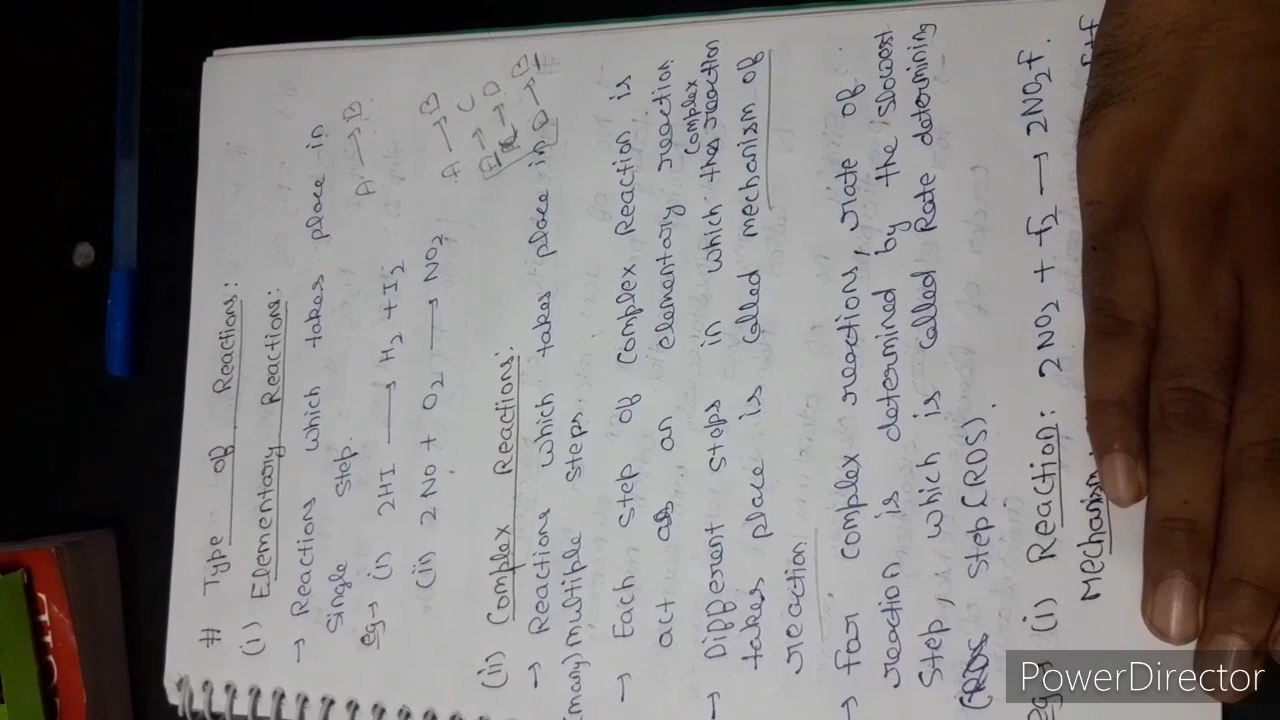 # Type of Reactions:
(i) Elementary Reactions:
→ Reactions which takes place in
single step.
A → B
eg → (i) 2HI → H₂ + I₂
(ii) 2NO + O₂ → NO₂
A → B
(ii) Complex Reactions:
→ Reactions which takes place in
(many) multiple steps.
→ Each step of Complex Reaction is
act as an elementary reaction
→ Different steps in which the reaction
complex
takes place is called mechanism of
reaction
→ For complex reactions, rate of
reaction is determined by the slowest
step, which is called Rate determining
step (RDS).
eg → (i) Reaction: 2NO₂ + F₂ → 2NO₂F.
Mechanism
PowerDirector